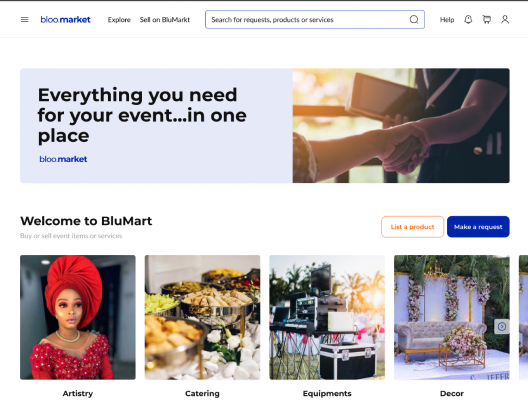 bloo.market
Explore
Sell on BluMarkt
Search for requests, products or services
Help
Everything you need
for your event...in one
place
bloo.market
Welcome to BluMart
Buy or sell event items or services
List a product
Make a request
Artistry
Catering
Equipments
Decor